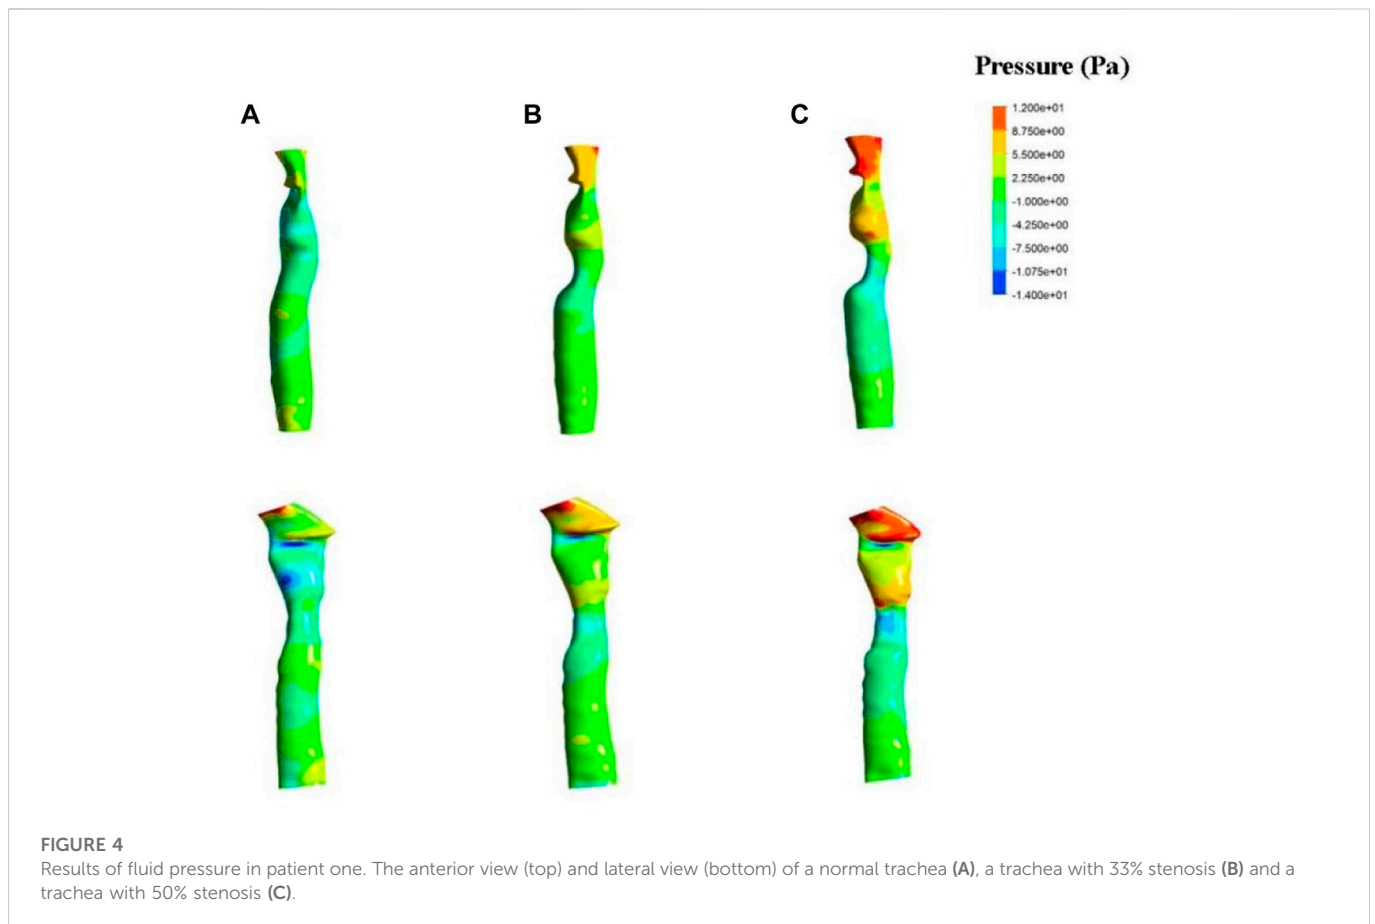 Pressure (Pa)
A
B
C
1.200e+01
8.750e+00
5.500e+00
2.250e+00
-1.000e+00
-4.250e+00
-7.500e+00
-1.075e+01
-1.400e+01
FIGURE 4
Results of fluid pressure in patient one. The anterior view (top) and lateral view (bottom) of a normal trachea (A), a trachea with 33% stenosis (B) and a
trachea with 50% stenosis (C).